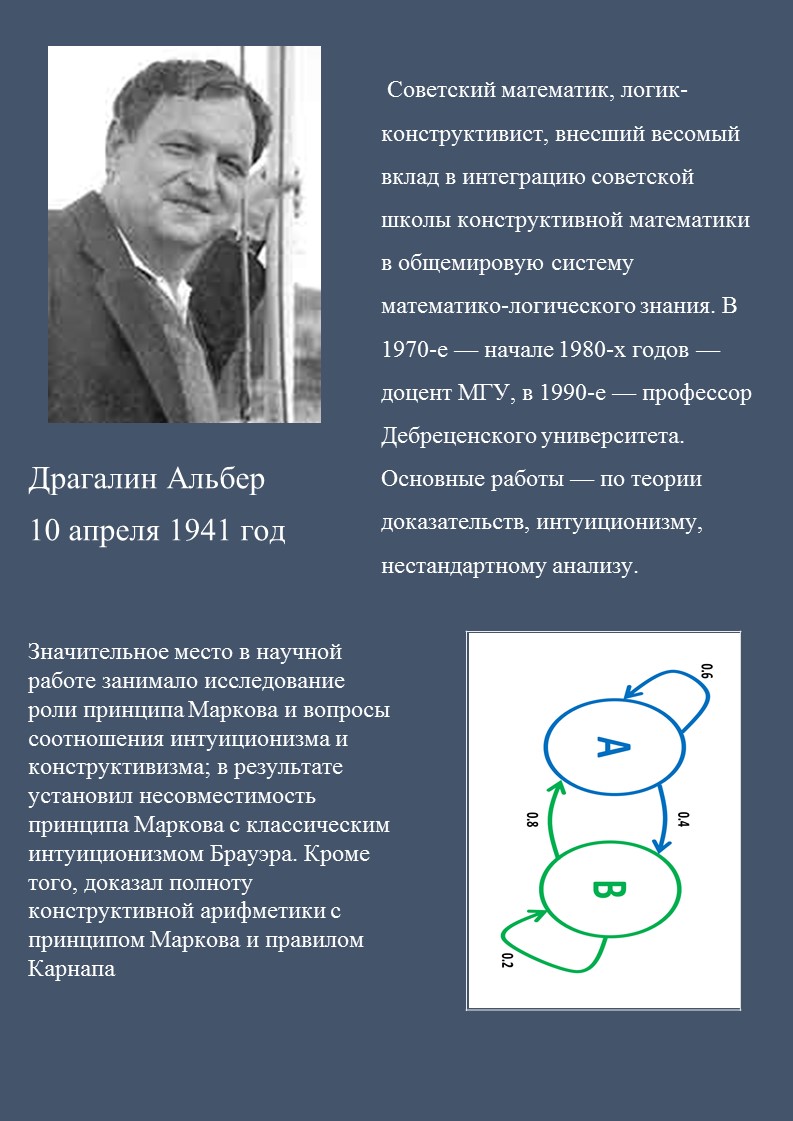 Советский математик, логик-
конструктивист, внесший весомый
вклад в интеграцию советской
школы конструктивной математики
в общемировую систему
математико-логического знания. В
1970-е — начале 1980-х годов —
доцент МГУ, в 1990-е — профессор
Дебреценского университета.
Основные работы — по теории
доказательств, интуиционизму,
нестандартному анализу.
Драгалин Альбер
10 апреля 1941 год
Значительное место в научной
работе занимало исследование
роли принципа Маркова и вопросы
соотношения интуиционизма и
конструктивизма; в результате
установил несовместимость
принципа Маркова с классическим
интуиционизмом Брауэра. Кроме
того, доказал полноту
конструктивной арифметики с
принципом Маркова и правилом
Карнапа
0.6
A
0.4
0.8
B
0.2